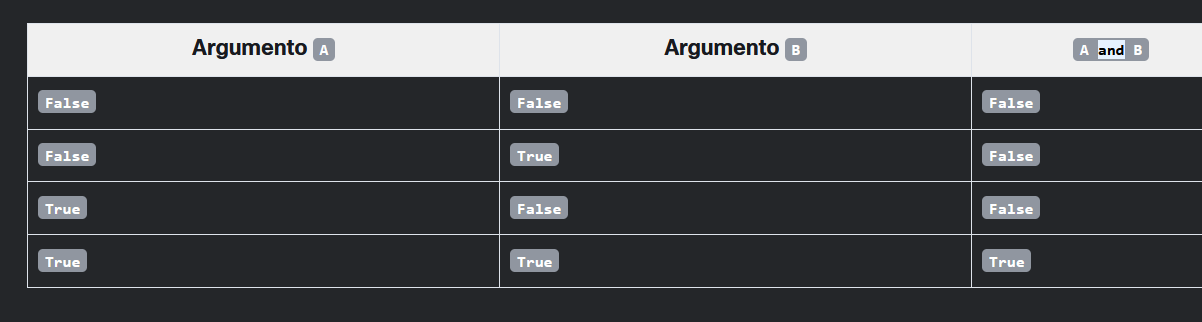 Argumento A Argumento B A and B
False False False
False True False
True False False
True True True